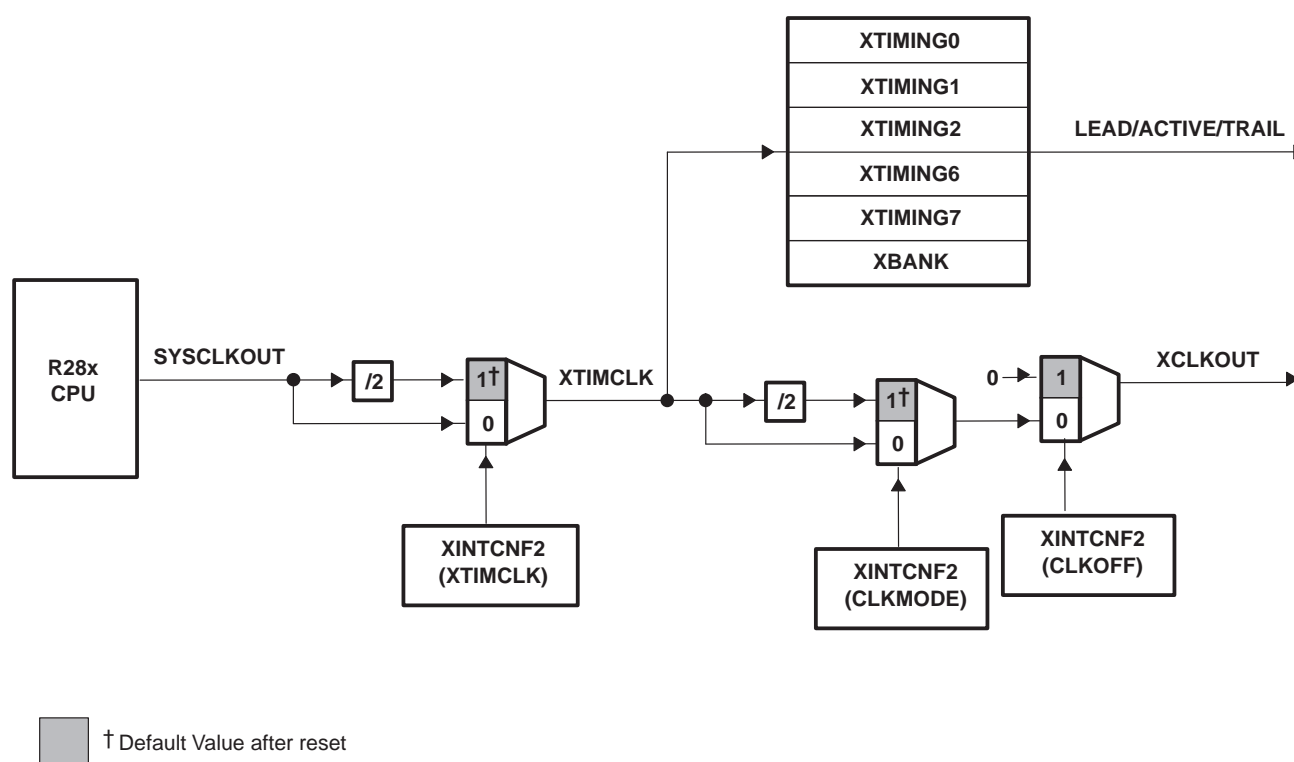 XTIMING0
XTIMING1
XTIMING2
LEAD/ACTIVE/TRAIL
XTIMING6
XTIMING7
XBANK
R28x
CPU
SYSCLKOUT
/2
1†
0
XTIMCLK
/2
1†
0
0
1
0
XCLKOUT
XINTCNF2
(XTIMCLK)
XINTCNF2
(CLKMODE)
XINTCNF2
(CLKOFF)
† Default Value after reset